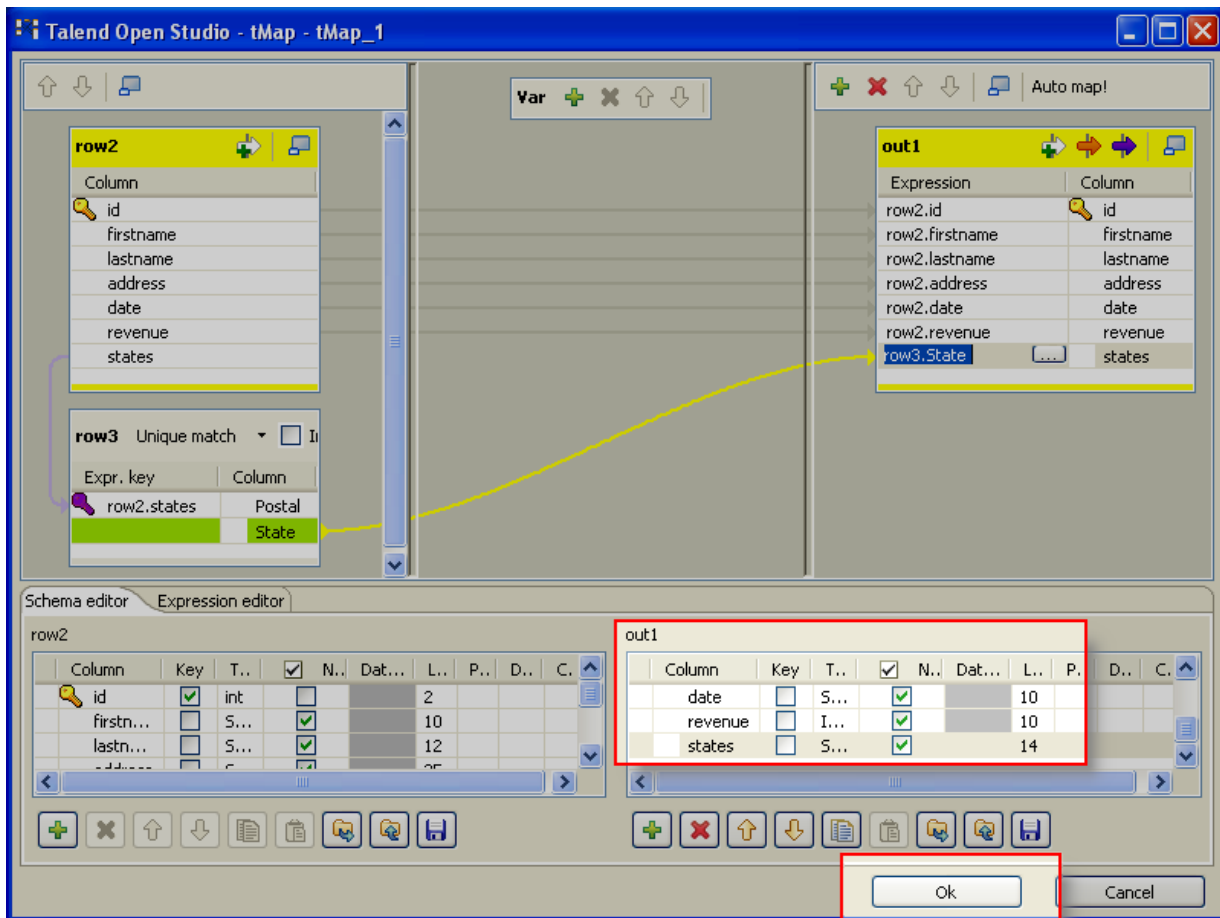 Talend Open Studio - tMap - tMap_1
Var
Auto map!
row2
Column
id
firstname
lastname
address
date
revenue
states
row3 Unique match
Expr. key Column
row2.states Postal
State
out1
Expression Column
row2.id id
row2.firstname firstname
row2.lastname lastname
row2.address address
row2.date date
row2.revenue revenue
row3.State ... states
Schema editor Expression editor
row2
Column Key T.. N.. Dat... L.. P.. D.. C.
id int 2
firstn... S... 10
lastn... S... 12
out1
Column Key T.. N.. Dat... L.. P. D.. C.
date S... 10
revenue I... 10
states S... 14
Ok Cancel